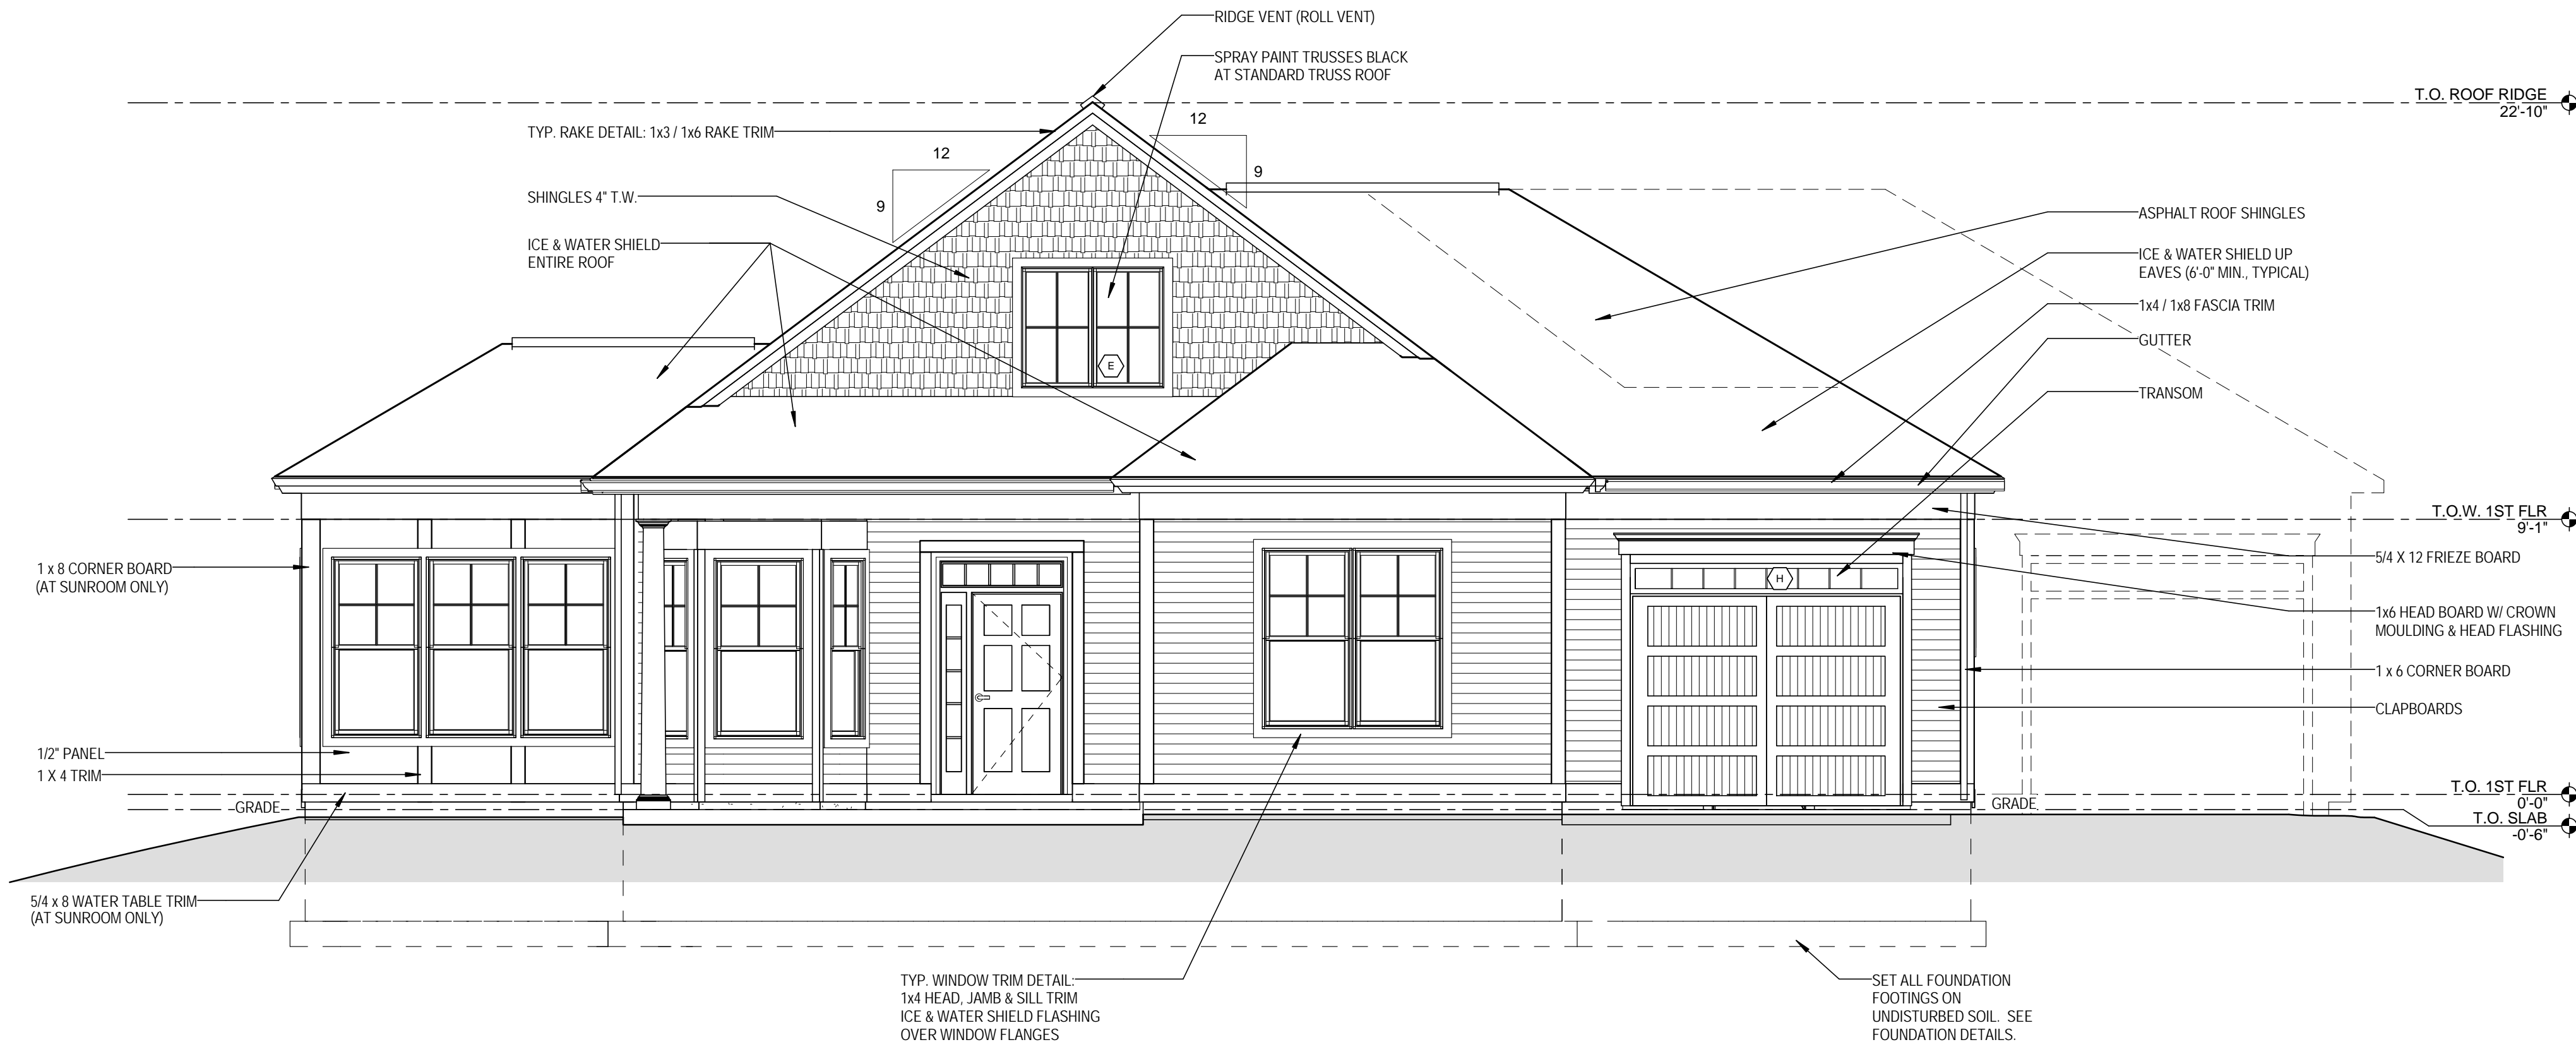 RIDGE VENT (ROLL VENT)
SPRAY PAINT TRUSSES BLACK
AT STANDARD TRUSS ROOF
T.O. ROOF RIDGE
22'-10"
TYP. RAKE DETAIL: 1x3 / 1x6 RAKE TRIM
12
9
12
9
SHINGLES 4" T.W.
ICE & WATER SHIELD
ENTIRE ROOF
ASPHALT ROOF SHINGLES
ICE & WATER SHIELD UP
EAVES (6'-0" MIN., TYPICAL)
1x4 / 1x8 FASCIA TRIM
GUTTER
TRANSOM
E
T.O.W. 1ST FLR
9'-1"
5/4 X 12 FRIEZE BOARD
1 x 8 CORNER BOARD
(AT SUNROOM ONLY)
H
1x6 HEAD BOARD W/ CROWN
MOULDING & HEAD FLASHING
1 x 6 CORNER BOARD
CLAPBOARDS
1/2" PANEL
1 X 4 TRIM
GRADE
GRADE
T.O. 1ST FLR
0'-0"
T.O. SLAB
-0'-6"
5/4 x 8 WATER TABLE TRIM
(AT SUNROOM ONLY)
TYP. WINDOW TRIM DETAIL:
1x4 HEAD, JAMB & SILL TRIM
ICE & WATER SHIELD FLASHING
OVER WINDOW FLANGES
SET ALL FOUNDATION
FOOTINGS ON
UNDISTURBED SOIL.  SEE
FOUNDATION DETAILS.